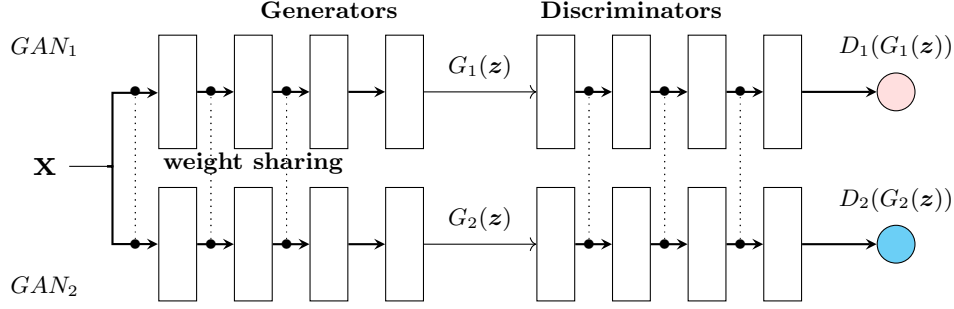 Generators Discriminators
GAN₁
G₁(z)
D₁(G₁(z))
X
weight sharing
G₂(z)
D₂(G₂(z))
GAN₂